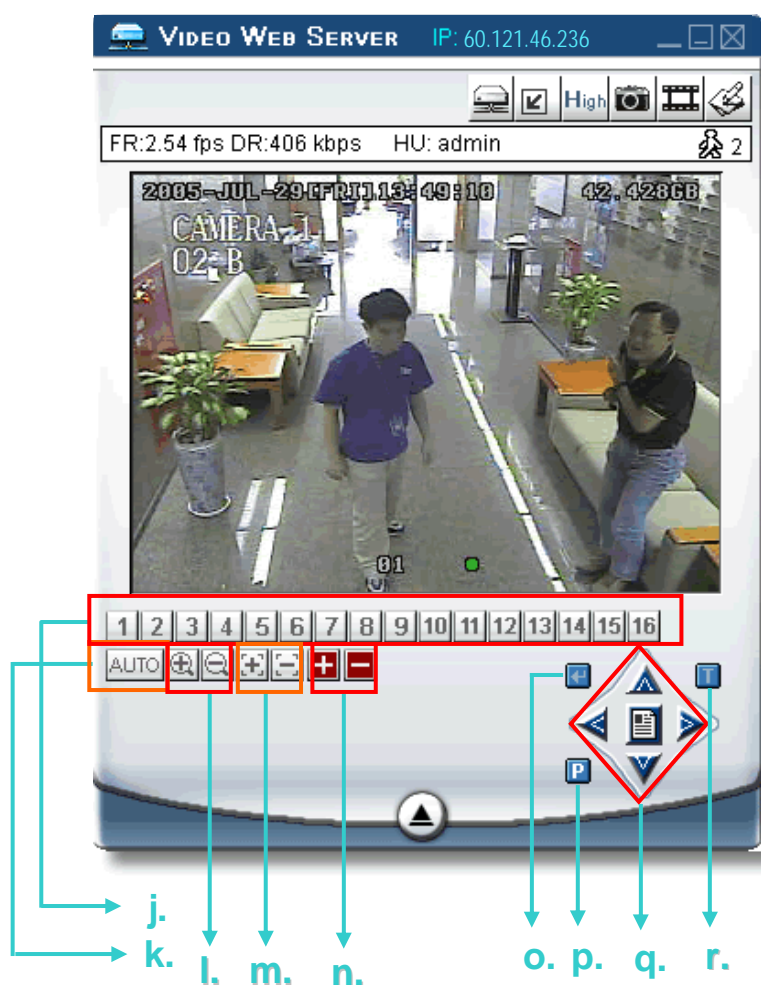 VIDEO WEB SERVER IP: 60.121.46.236
High
FR:2.54 fps DR:406 kbps HU: admin 2
2005-JUL-29[FRI]13:49:10 42.428GB
CAMERA 1
02 B
01
1 2 3 4 5 6 7 8 9 10 11 12 13 14 15 16
AUTO
T
P
j.
k.
l. m. n. o. p. q. r.